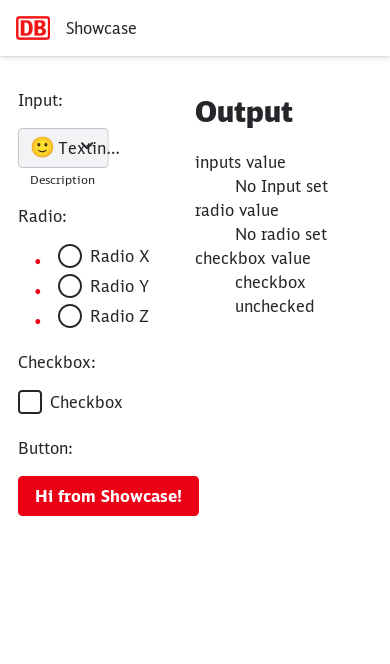 DB Showcase
Input:
🙂 Textin...
Description
Radio:
Radio X
Radio Y
Radio Z
Checkbox:
Checkbox
Button:
Hi from Showcase!
Output
inputs value
No Input set
radio value
No radio set
checkbox value
checkbox
unchecked